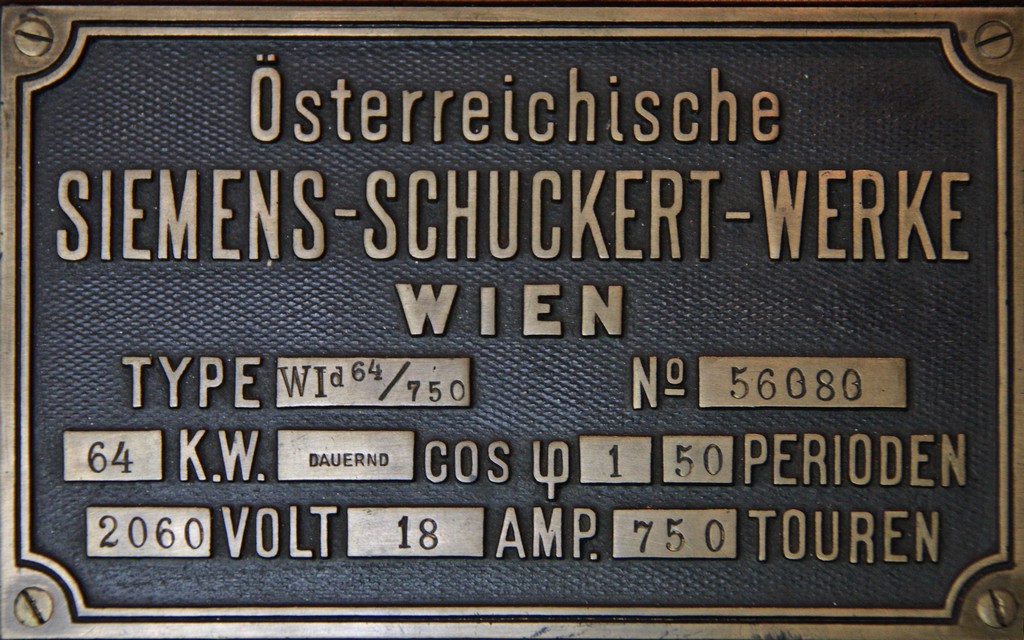 Österreichische
SIEMENS-SCHUCKERT-WERKE
WIEN
TYPE WId 64/750 Nº 56080
64 K.W. DAUERND COS φ 1 50 PERIODEN
2060 VOLT 18 AMP. 750 TOUREN